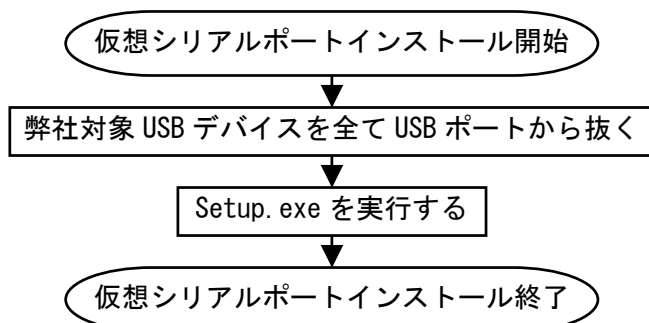 仮想シリアルポートインストール開始
弊社対象 USB デバイスを全て USB ポートから抜く
Setup.exe を実行する
仮想シリアルポートインストール終了